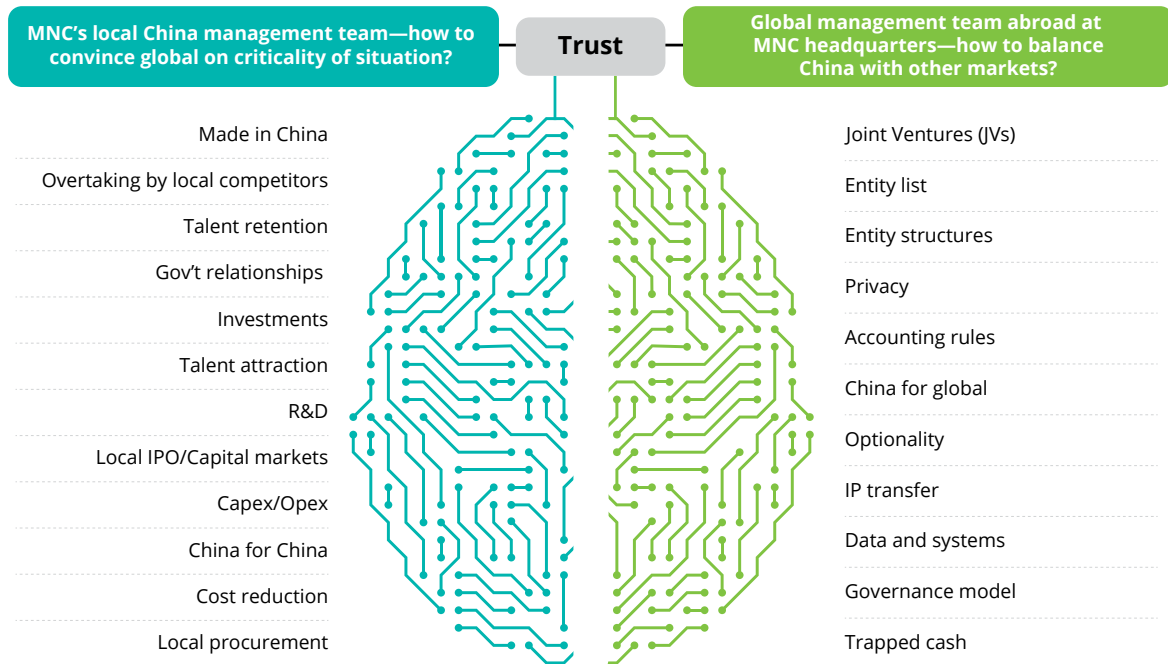 MNC’s local China management team—how to
convince global on criticality of situation?
Trust
Global management team abroad at
MNC headquarters—how to balance
China with other markets?
Made in China
Overtaking by local competitors
Talent retention
Gov’t relationships
Investments
Talent attraction
R&D
Local IPO/Capital markets
Capex/Opex
China for China
Cost reduction
Local procurement
Joint Ventures (JVs)
Entity list
Entity structures
Privacy
Accounting rules
China for global
Optionality
IP transfer
Data and systems
Governance model
Trapped cash